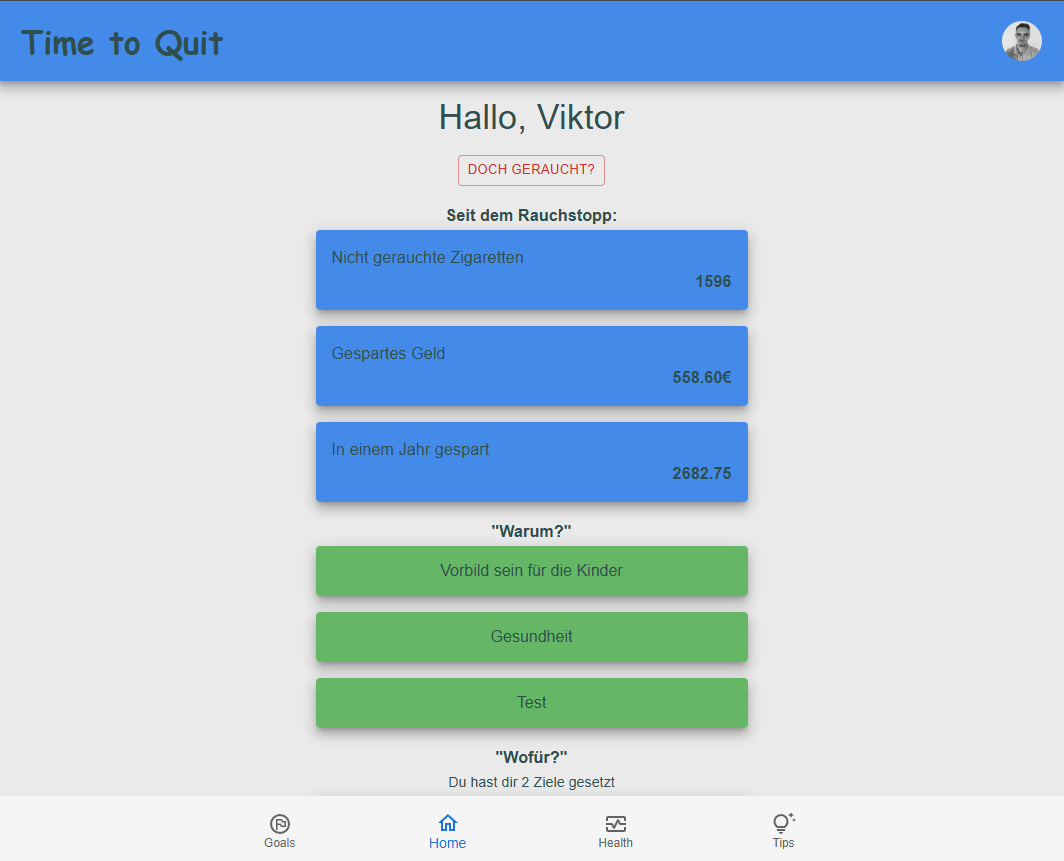 Time to Quit
Hallo, Viktor
DOCH GERAUCHT?
Seit dem Rauchstopp:
Nicht gerauchte Zigaretten
1596
Gespartes Geld
558.60€
In einem Jahr gespart
2682.75
"Warum?"
Vorbild sein für die Kinder
Gesundheit
Test
"Wofür?"
Du hast dir 2 Ziele gesetzt
Goals
Home
Health
Tips